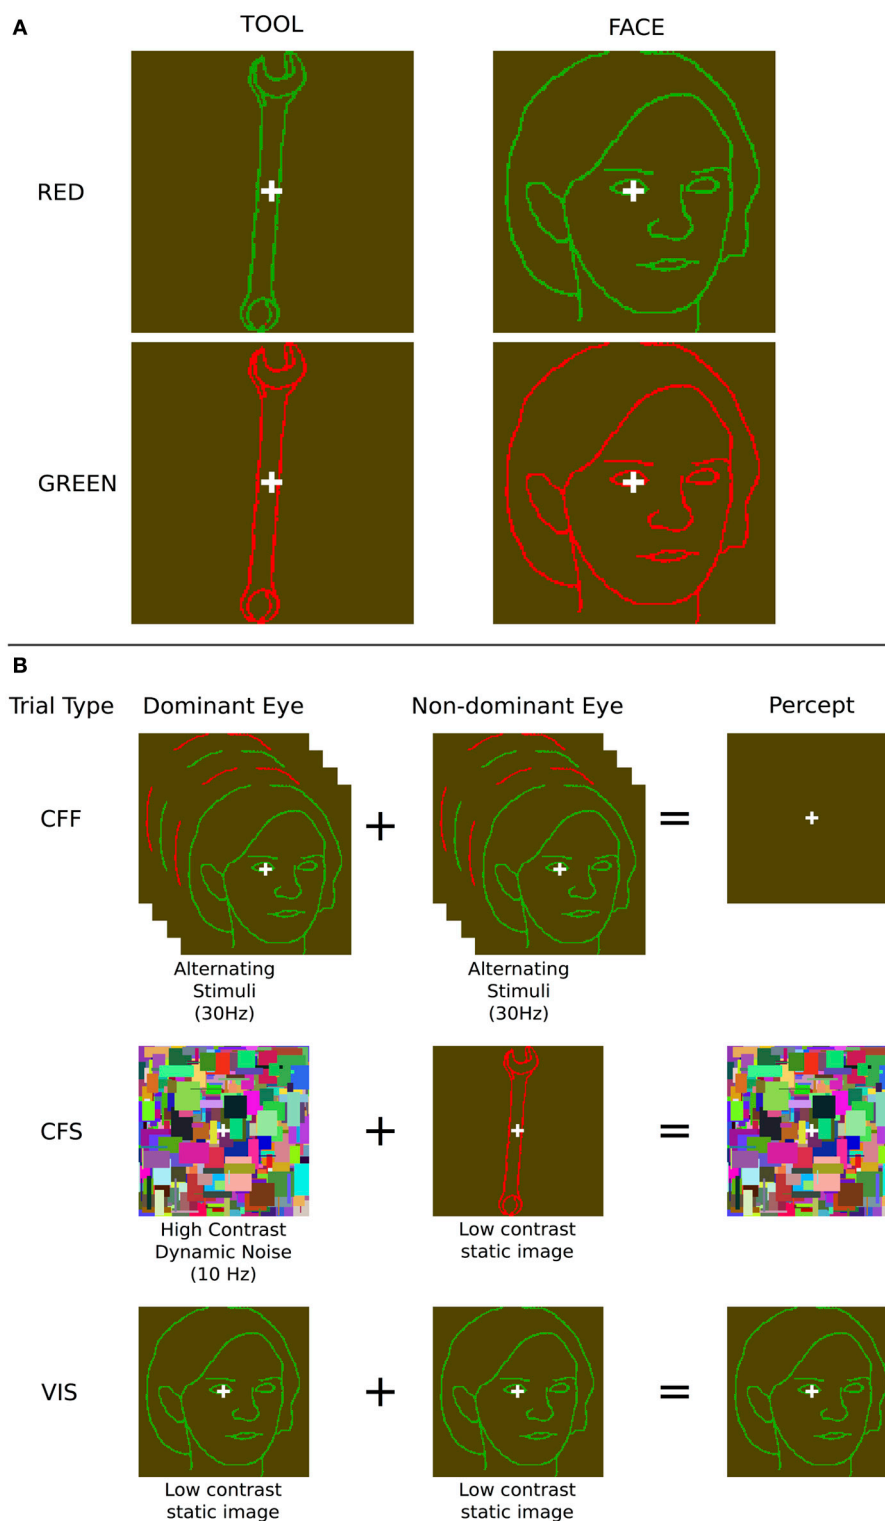 A
TOOL
FACE
RED
GREEN
B
Trial Type
Dominant Eye
Non-dominant Eye
Percept
CFF
+
+
=
Alternating
Stimuli
(30Hz)
Alternating
Stimuli
(30Hz)
CFS
+
=
High Contrast
Dynamic Noise
(10 Hz)
Low contrast
static image
VIS
+
=
Low contrast
static image
Low contrast
static image